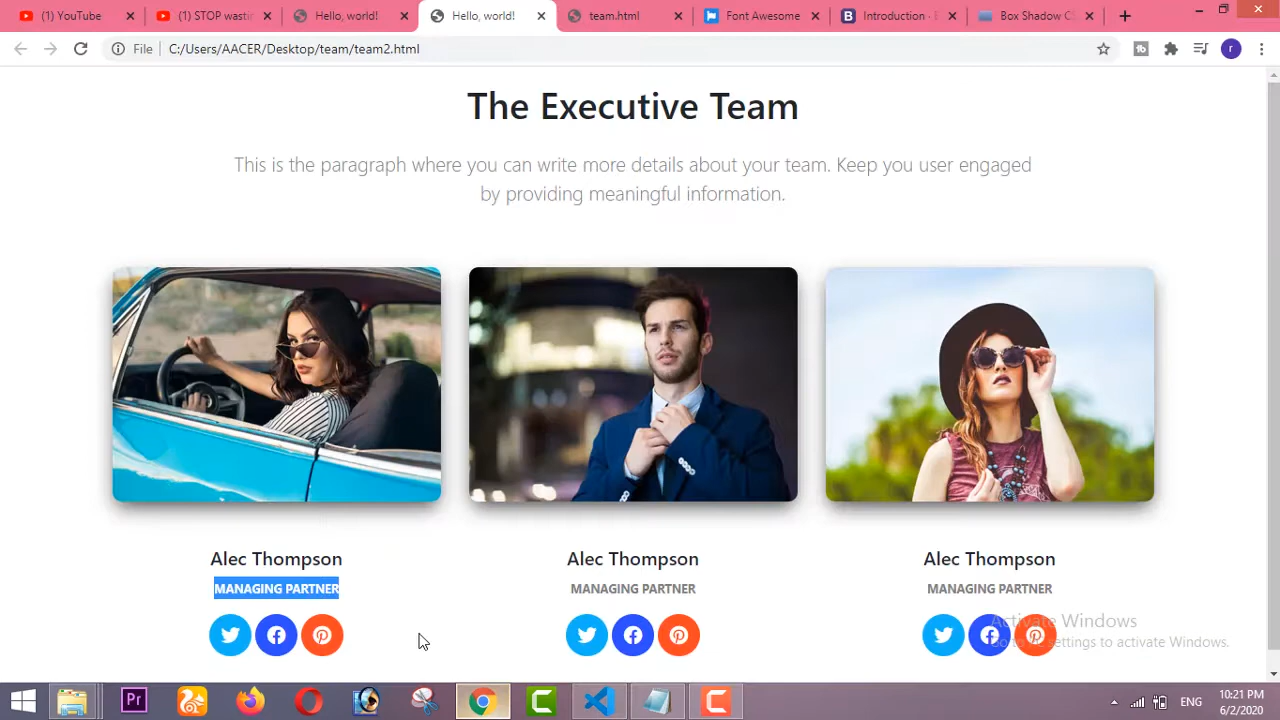 (1) YouTube
(1) STOP wasti
Hello, world!
Hello, world!
team.html
Font Awesome
Introduction ·
Box Shadow CS
File
C:/Users/AACER/Desktop/team/team2.html
r
The Executive Team
This is the paragraph where you can write more details about your team. Keep you user engaged
by providing meaningful information.
Alec Thompson
Alec Thompson
Alec Thompson
MANAGING PARTNER
MANAGING PARTNER
MANAGING PARTNER
Activate Windows
Go to PC settings to activate Windows.
Pr
ENG
10:21 PM
6/2/2020